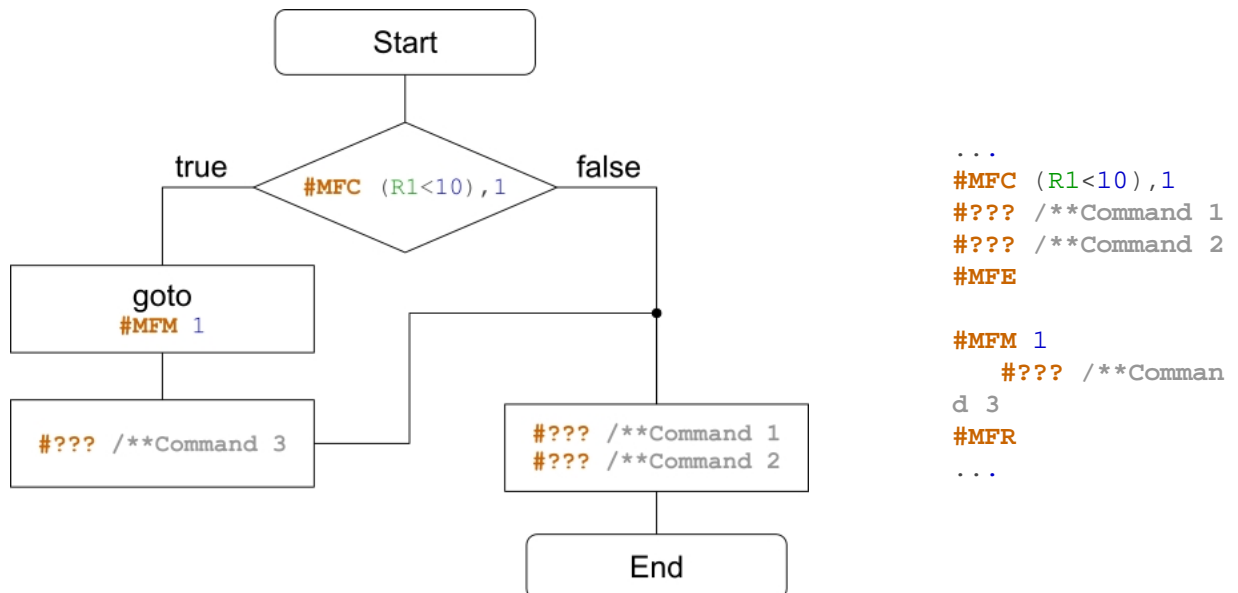 Start
true
false
#MFC (R1<10),1
goto
#MFM 1
#??? /**Command 3
#??? /**Command 1
#??? /**Command 2
End
...
#MFC (R1<10),1
#??? /**Command 1
#??? /**Command 2
#MFE
#MFM 1
#??? /**Comman
d 3
#MFR
...